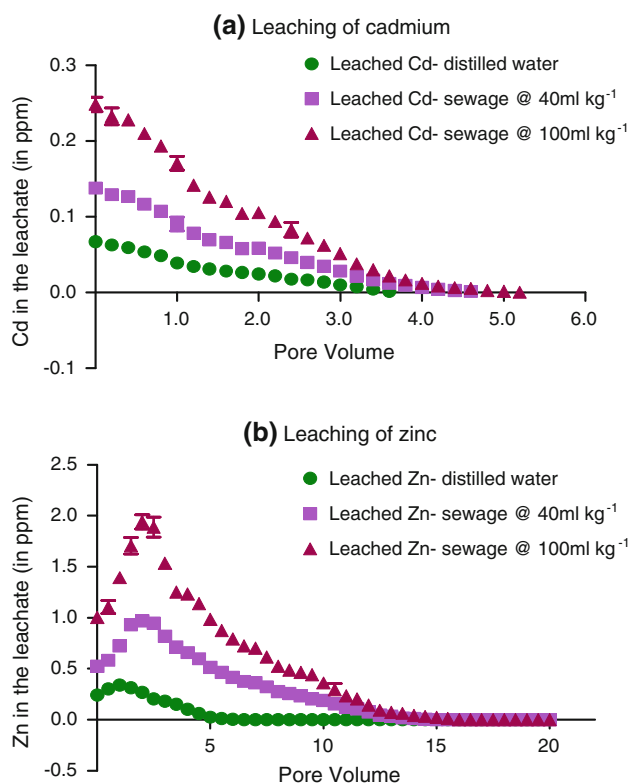 (a) Leaching of cadmium
Leached Cd- distilled water
Leached Cd- sewage @ 40ml kg⁻¹
Leached Cd- sewage @ 100ml kg⁻¹
Cd in the leachate (in ppm)
0.3
0.2
0.1
0.0
-0.1
1.0 2.0 3.0 4.0 5.0 6.0
Pore Volume
(b) Leaching of zinc
Leached Zn- distilled water
Leached Zn- sewage @ 40ml kg⁻¹
Leached Zn- sewage @ 100ml kg⁻¹
Zn in the leachate (in ppm)
2.5
2.0
1.5
1.0
0.5
0.0
-0.5
5 10 15 20
Pore Volume